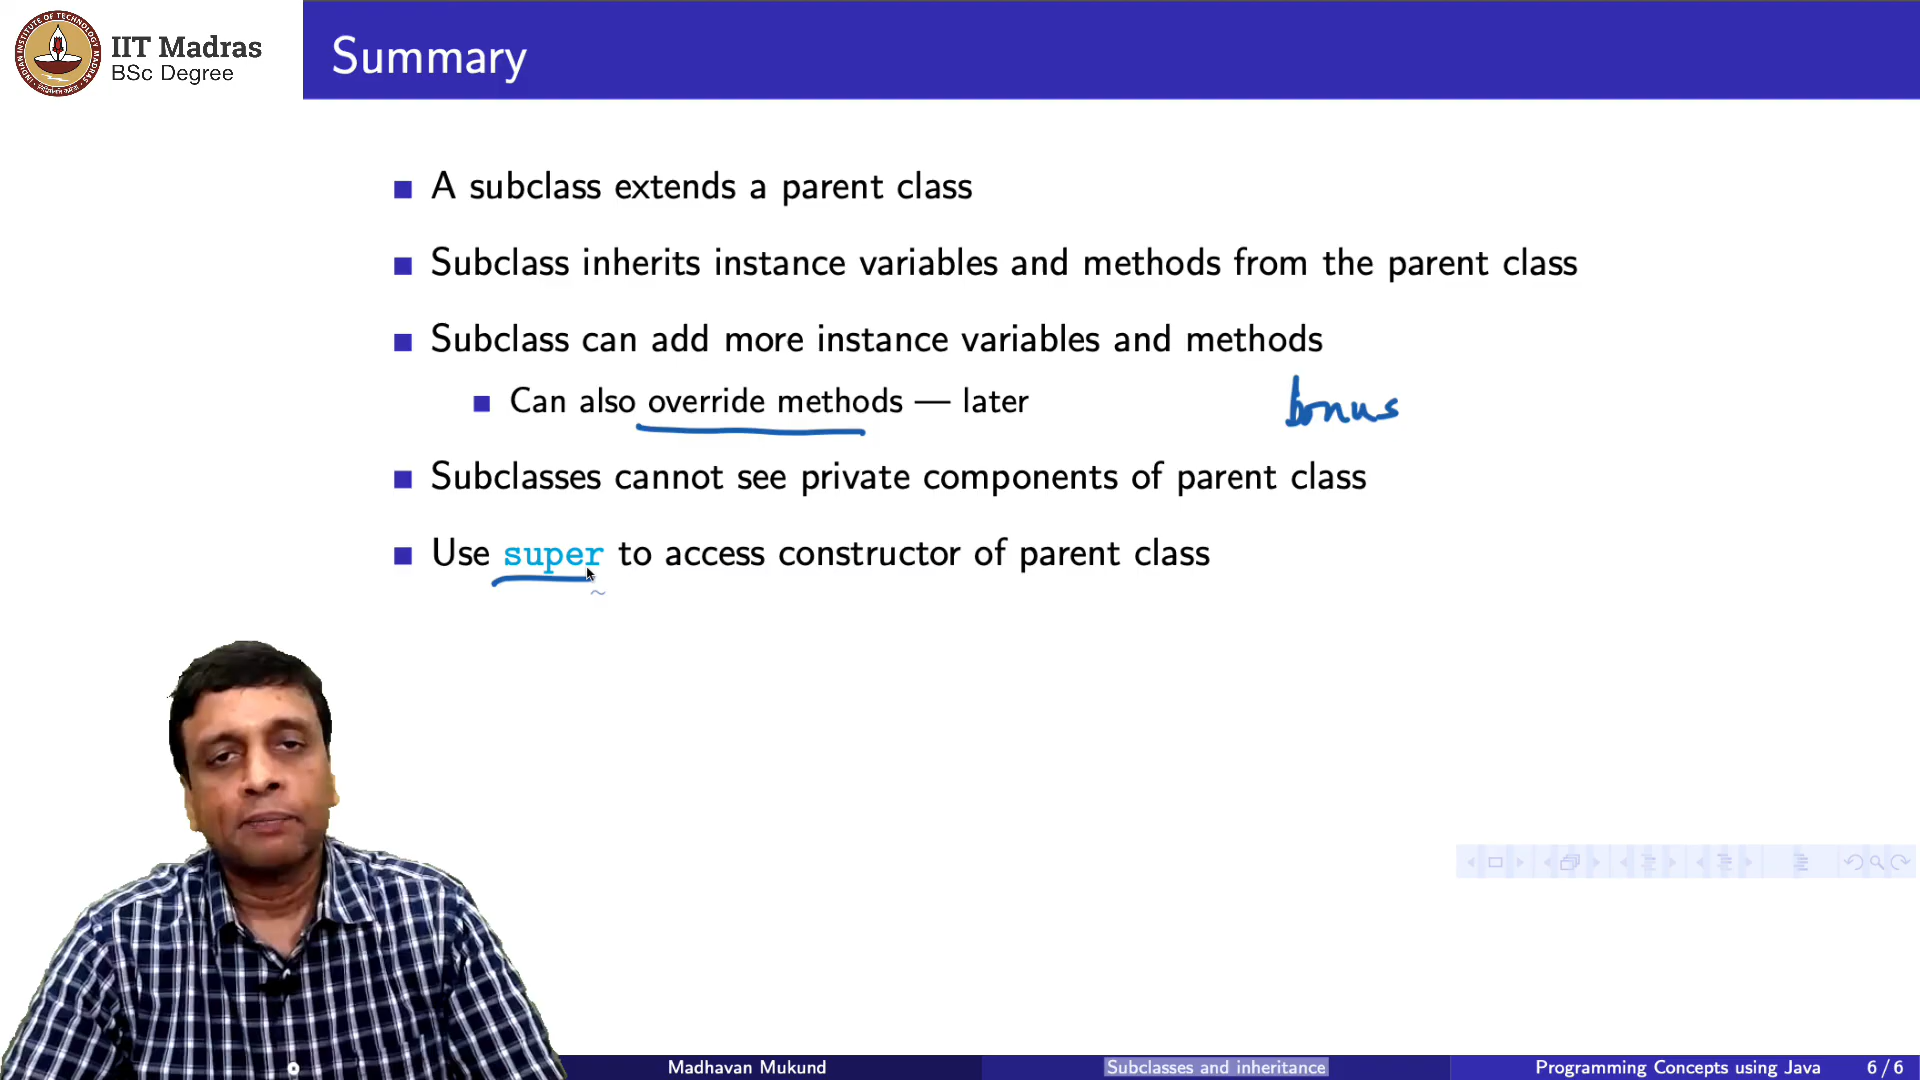 IIT Madras
BSc Degree
Summary
A subclass extends a parent class
Subclass inherits instance variables and methods from the parent class
Subclass can add more instance variables and methods
Can also override methods — later
bonus
Subclasses cannot see private components of parent class
Use super to access constructor of parent class
Madhavan Mukund
Subclasses and inheritance
Programming Concepts using Java
6 / 6